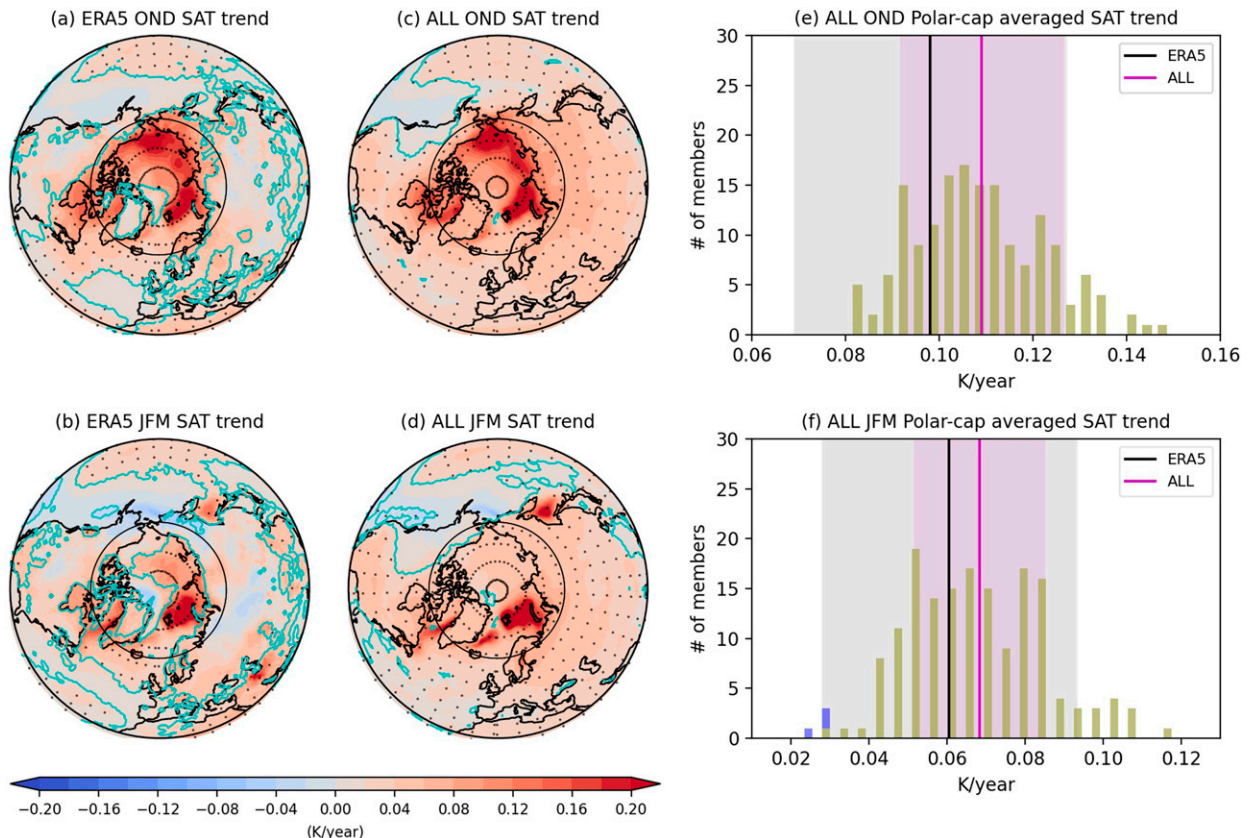 (a) ERA5 OND SAT trend
(c) ALL OND SAT trend
(e) ALL OND Polar-cap averaged SAT trend
ERA5
ALL
# of members
30
25
20
15
10
5
0
0.06 0.08 0.10 0.12 0.14 0.16
K/year
(b) ERA5 JFM SAT trend
(d) ALL JFM SAT trend
(f) ALL JFM Polar-cap averaged SAT trend
ERA5
ALL
# of members
30
25
20
15
10
5
0
0.02 0.04 0.06 0.08 0.10 0.12
K/year
−0.20 −0.16 −0.12 −0.08 −0.04 0.00 0.04 0.08 0.12 0.16 0.20
(K/year)